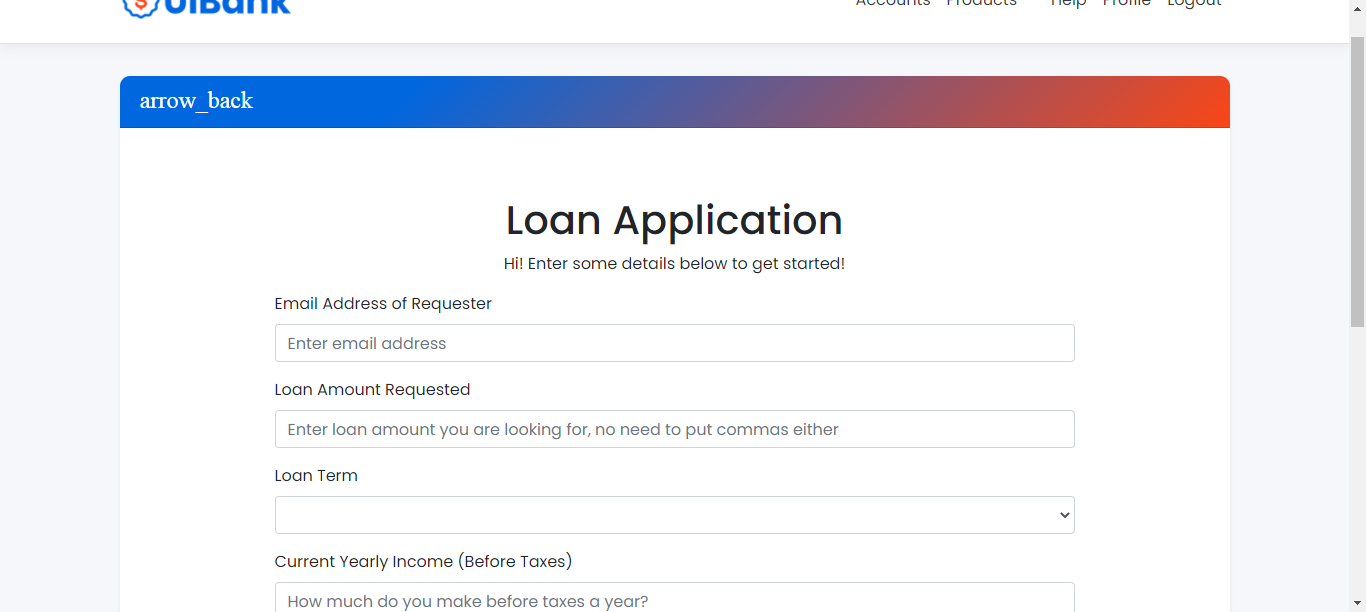 UiBank
Accounts Products Help Profile Logout
arrow_back
Loan Application
Hi! Enter some details below to get started!
Email Address of Requester
Enter email address
Loan Amount Requested
Enter loan amount you are looking for, no need to put commas either
Loan Term
Current Yearly Income (Before Taxes)
How much do you make before taxes a year?